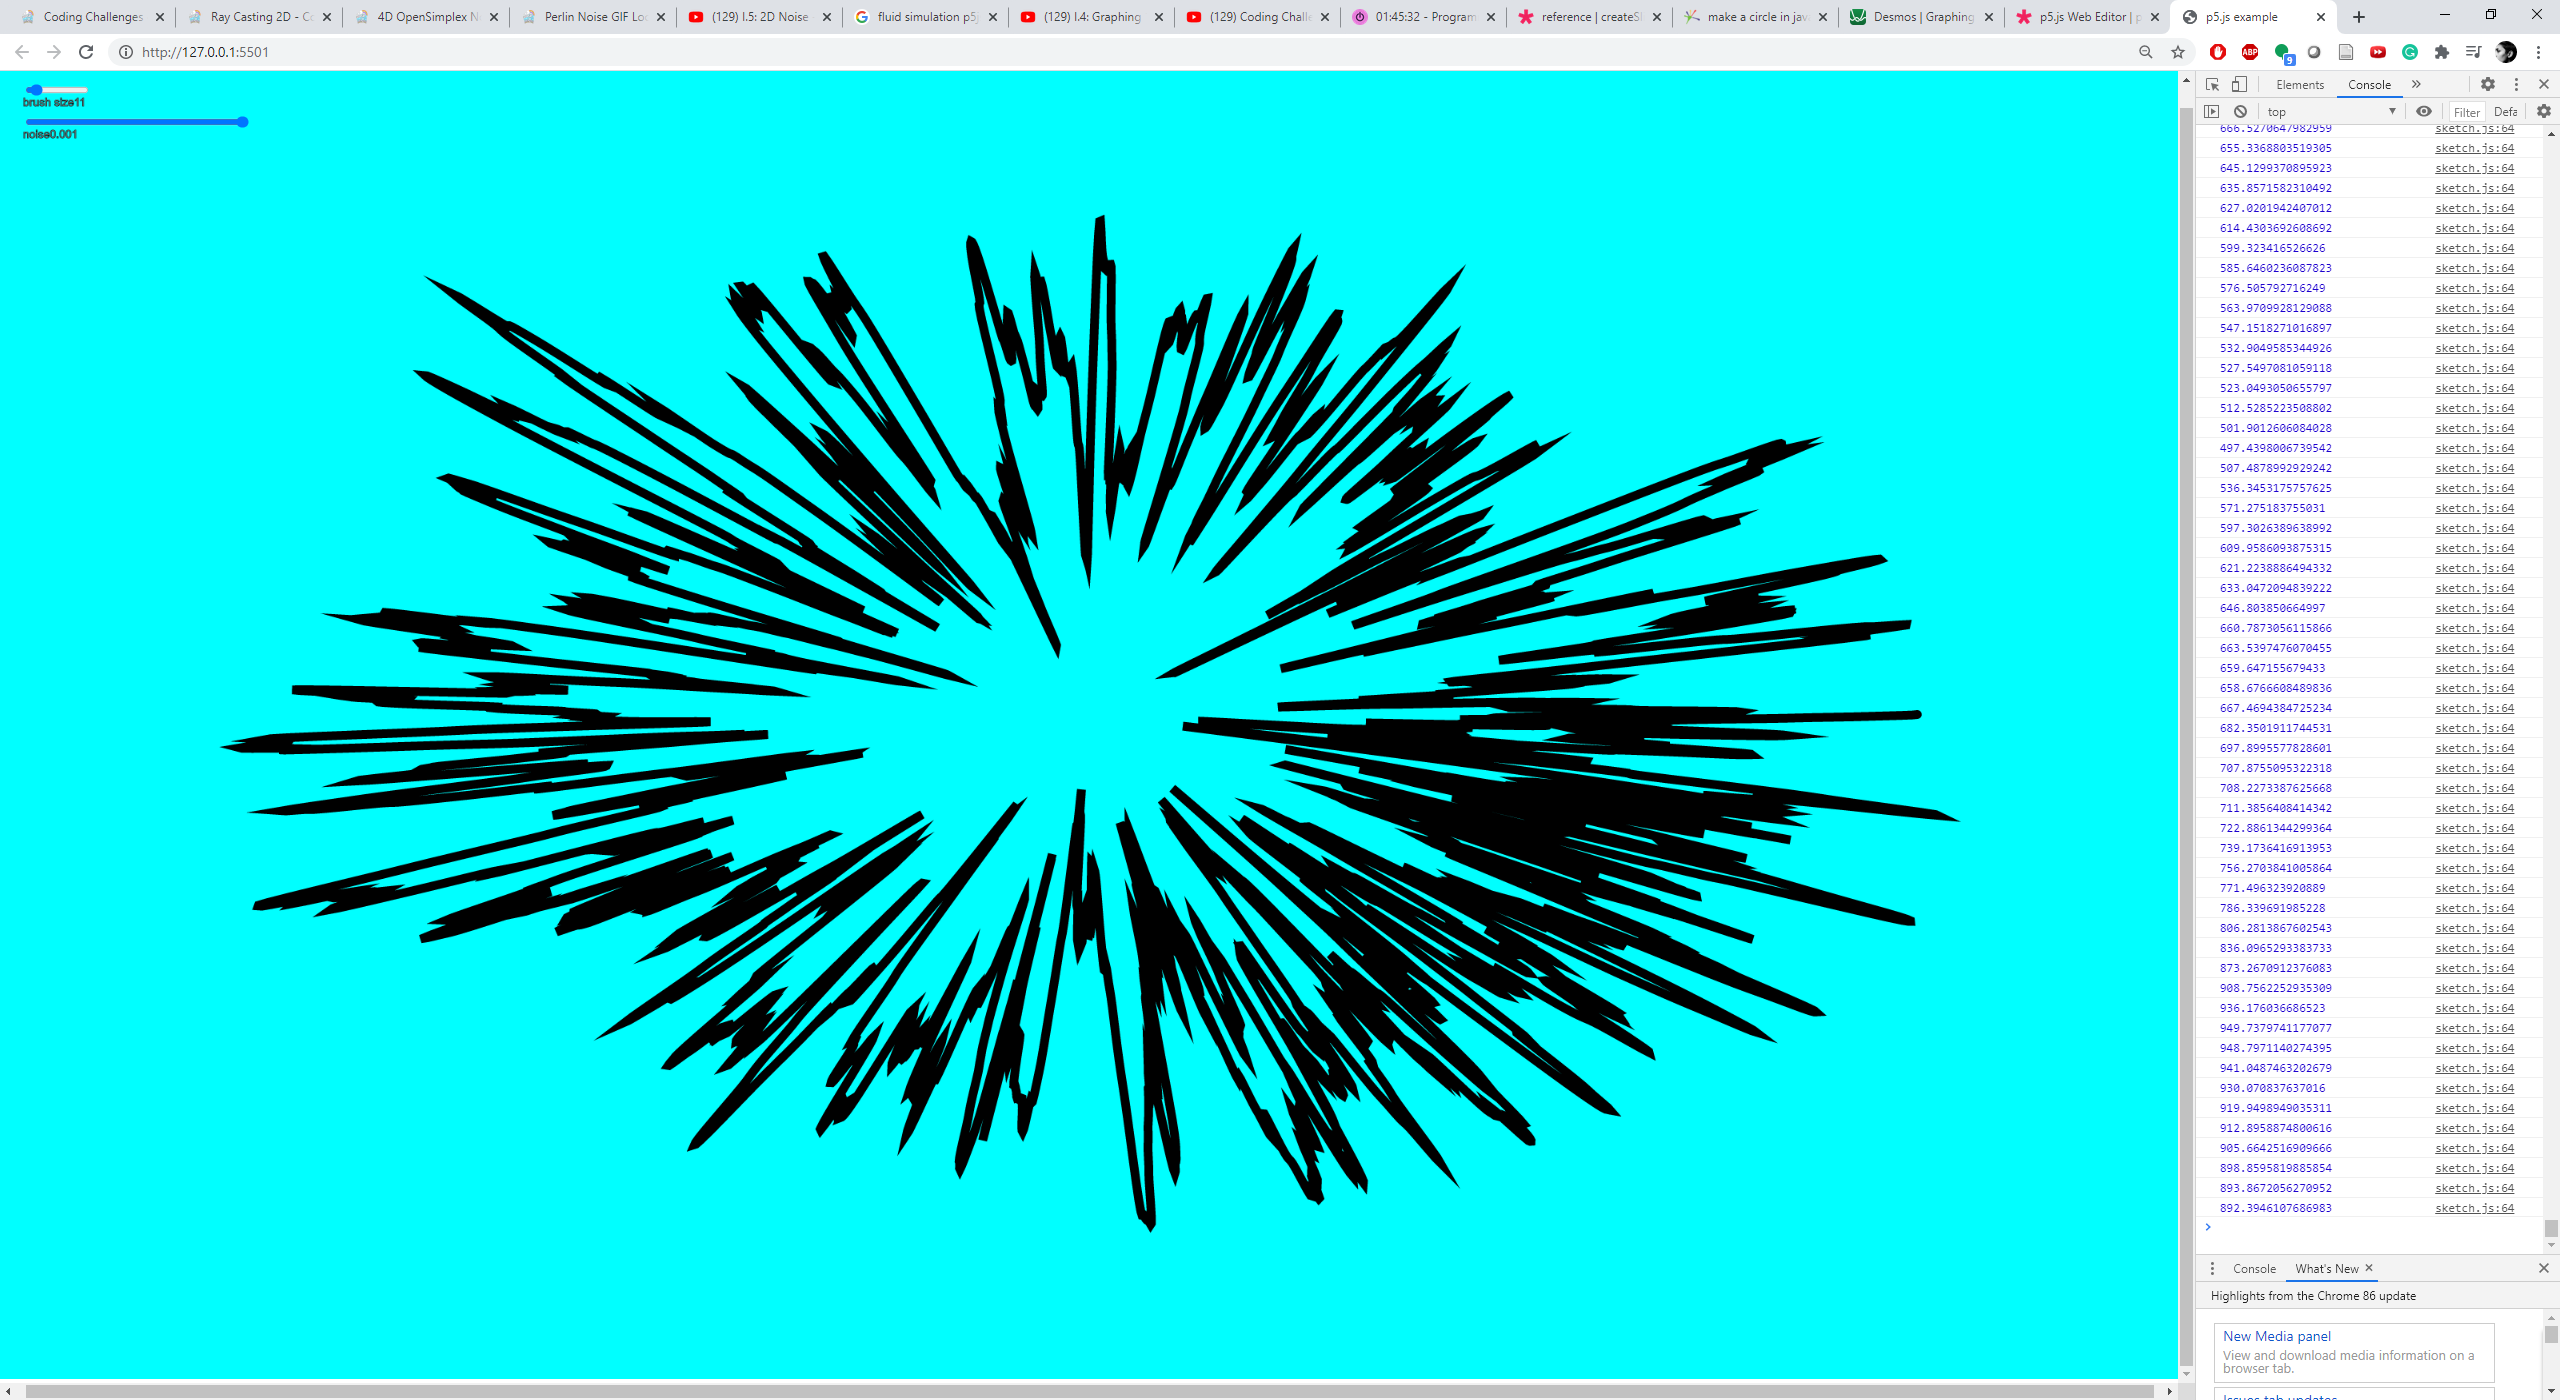 Coding Challenges
Ray Casting 2D - Co
4D OpenSimplex N
Perlin Noise GIF Loo
(129) I.5: 2D Noise
fluid simulation p5j
(129) I.4: Graphing
(129) Coding Challe
01:45:32 - Program
reference | createSl
make a circle in jav
Desmos | Graphing
p5.js Web Editor | p
p5.js example
http://127.0.0.1:5501
ABP
9
brush size11
noise0.001
Elements Console
top Filter Defa
666.5270647982959 sketch.js:64
655.3368803519305 sketch.js:64
645.1299370895923 sketch.js:64
635.8571582310492 sketch.js:64
627.0201942407012 sketch.js:64
614.4303692608692 sketch.js:64
599.323416526626 sketch.js:64
585.6460236087823 sketch.js:64
576.505792716249 sketch.js:64
563.9709928129088 sketch.js:64
547.1518271016897 sketch.js:64
532.9049585344926 sketch.js:64
527.5497081059118 sketch.js:64
523.0493050655797 sketch.js:64
512.5285223508802 sketch.js:64
501.9012606084028 sketch.js:64
497.4398006739542 sketch.js:64
507.4878992929242 sketch.js:64
536.3453175757625 sketch.js:64
571.275183755031 sketch.js:64
597.3026389638992 sketch.js:64
609.9586093875315 sketch.js:64
621.2238886494332 sketch.js:64
633.0472094839222 sketch.js:64
646.803850664997 sketch.js:64
660.7873056115866 sketch.js:64
663.5397476070455 sketch.js:64
659.647155679433 sketch.js:64
658.6766608489836 sketch.js:64
667.4694384725234 sketch.js:64
682.3501911744531 sketch.js:64
697.8995577828601 sketch.js:64
707.8755095322318 sketch.js:64
708.2273387625668 sketch.js:64
711.3856408414342 sketch.js:64
722.8861344299364 sketch.js:64
739.1736416913953 sketch.js:64
756.2703841005864 sketch.js:64
771.496323920889 sketch.js:64
786.339691985228 sketch.js:64
806.2813867602543 sketch.js:64
836.0965293383733 sketch.js:64
873.2670912376083 sketch.js:64
908.7562252935309 sketch.js:64
936.176036686523 sketch.js:64
949.7379741177077 sketch.js:64
948.7971140274395 sketch.js:64
941.0487463202679 sketch.js:64
930.070837637016 sketch.js:64
919.9498949035311 sketch.js:64
912.8958874800616 sketch.js:64
905.6642516909666 sketch.js:64
898.8595819885854 sketch.js:64
893.8672056270952 sketch.js:64
892.3946107686983 sketch.js:64
Console What's New
Highlights from the Chrome 86 update
New Media panel
View and download media information on a
browser tab.